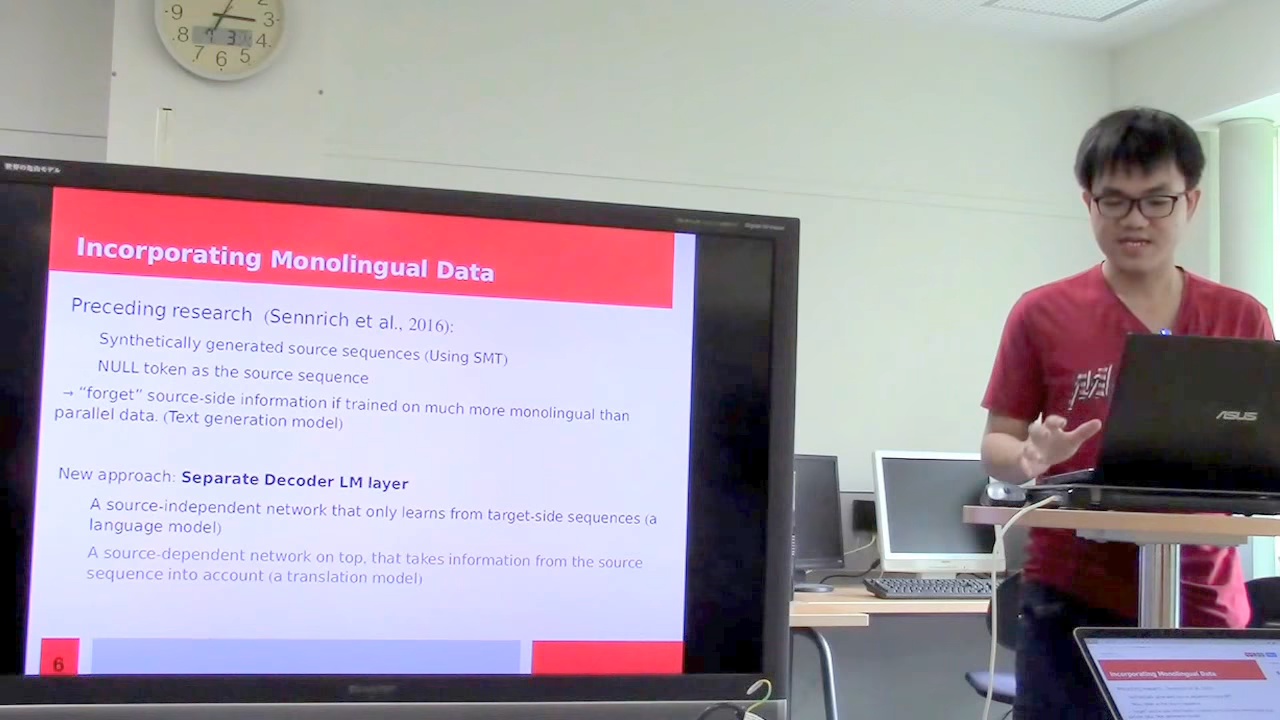 2
9
3
8
4
7
6
5
Incorporating Monolingual Data
Preceding research (Sennrich et al., 2016):
Synthetically generated source sequences (Using SMT)
NULL token as the source sequence
→ “forget” source-side information if trained on much more monolingual than
parallel data. (Text generation model)
New approach: Separate Decoder LM layer
A source-independent network that only learns from target-side sequences (a
language model)
A source-dependent network on top, that takes information from the source
sequence into account (a translation model)
6
ASUS
Incorporating Monolingual Data